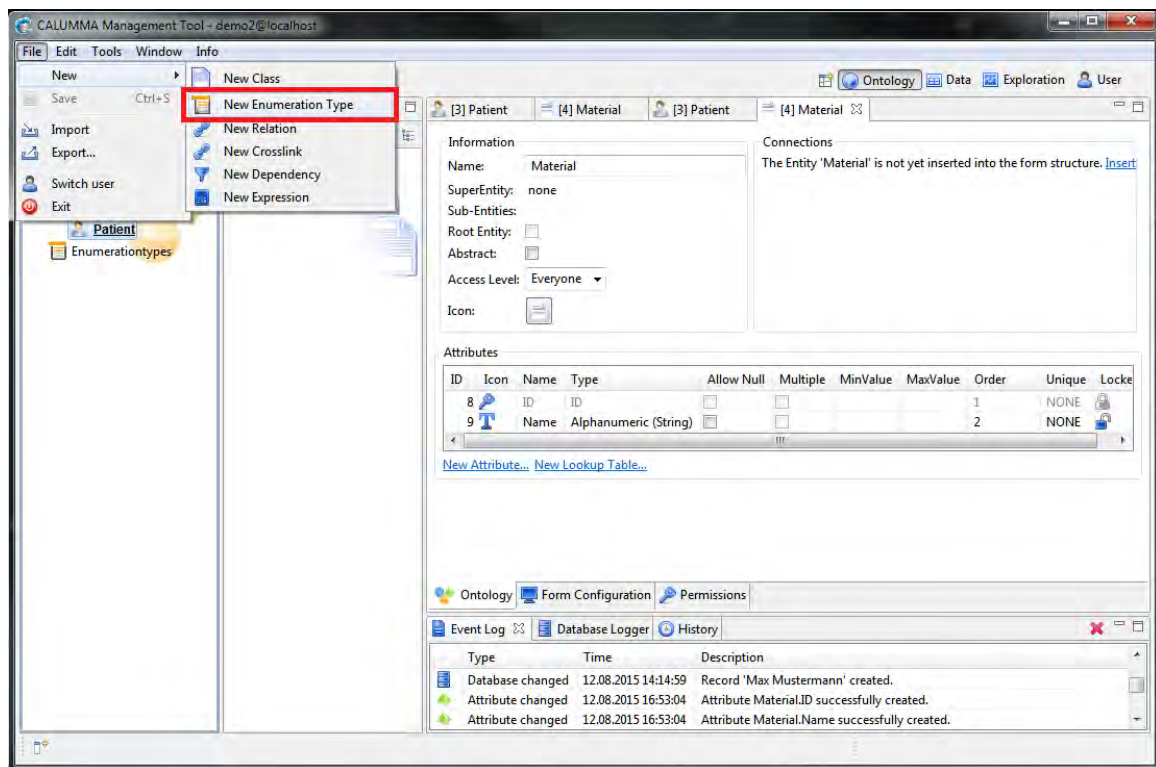 CALUMMA Management Tool - demo2@localhost
File Edit Tools Window Info
New
Save Ctrl+S
Import
Export...
Switch user
Exit
New Class
New Enumeration Type
New Relation
New Crosslink
New Dependency
New Expression
Ontology Data Exploration User
Patient
Enumerationtypes
[3] Patient [4] Material [3] Patient [4] Material
Information
Name: Material
SuperEntity: none
Sub-Entities:
Root Entity:
Abstract:
Access Level: Everyone
Icon:
Connections
The Entity 'Material' is not yet inserted into the form structure. Insert
Attributes
ID Icon Name Type Allow Null Multiple MinValue MaxValue Order Unique Locke
8 ID ID 1 NONE
9 T Name Alphanumeric (String) 2 NONE
New Attribute... New Lookup Table...
Ontology Form Configuration Permissions
Event Log Database Logger History
Type Time Description
Database changed 12.08.2015 14:14:59 Record 'Max Mustermann' created.
Attribute changed 12.08.2015 16:53:04 Attribute Material.ID successfully created.
Attribute changed 12.08.2015 16:53:04 Attribute Material.Name successfully created.